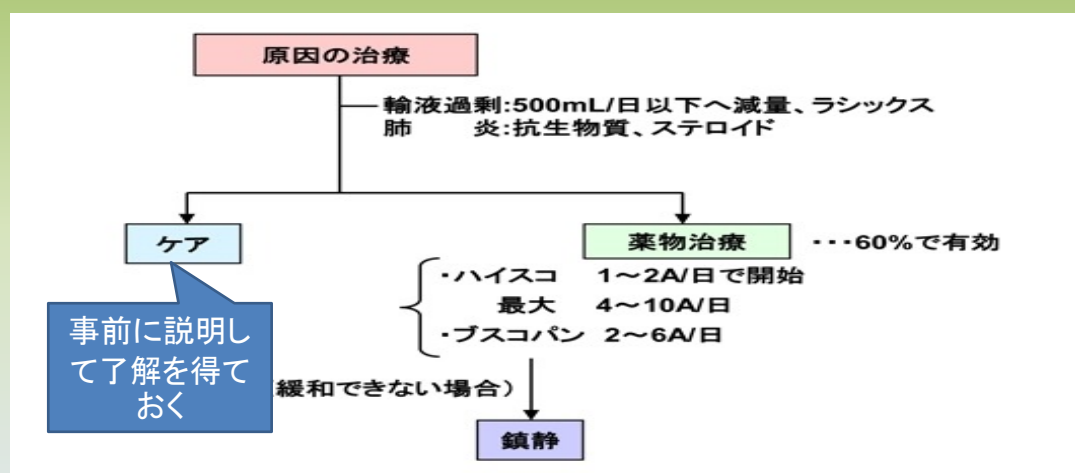 原因の治療
輸液過剰:500mL/日以下へ減量、ラシックス
肺　　炎:抗生物質、ステロイド
ケア
薬物治療　・・・60%で有効
・ハイスコ　1～2A/日で開始
最大　4～10A/日
・ブスコパン　2～6A/日
事前に説明し
て了解を得て
おく
緩和できない場合）
鎮静